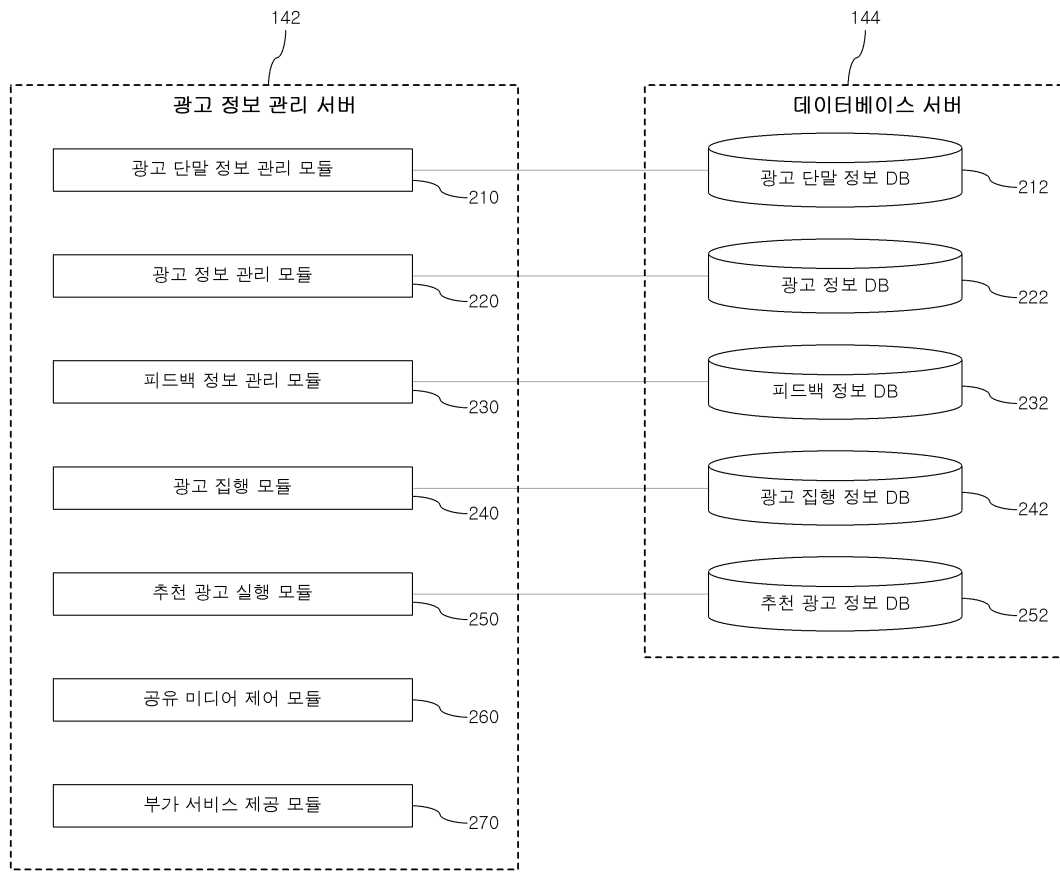 142
144
광고 정보 관리 서버
데이터베이스 서버
광고 단말 정보 관리 모듈
210
광고 단말 정보 DB
212
광고 정보 관리 모듈
220
광고 정보 DB
222
피드백 정보 관리 모듈
230
피드백 정보 DB
232
광고 집행 모듈
240
광고 집행 정보 DB
242
추천 광고 실행 모듈
250
추천 광고 정보 DB
252
공유 미디어 제어 모듈
260
부가 서비스 제공 모듈
270